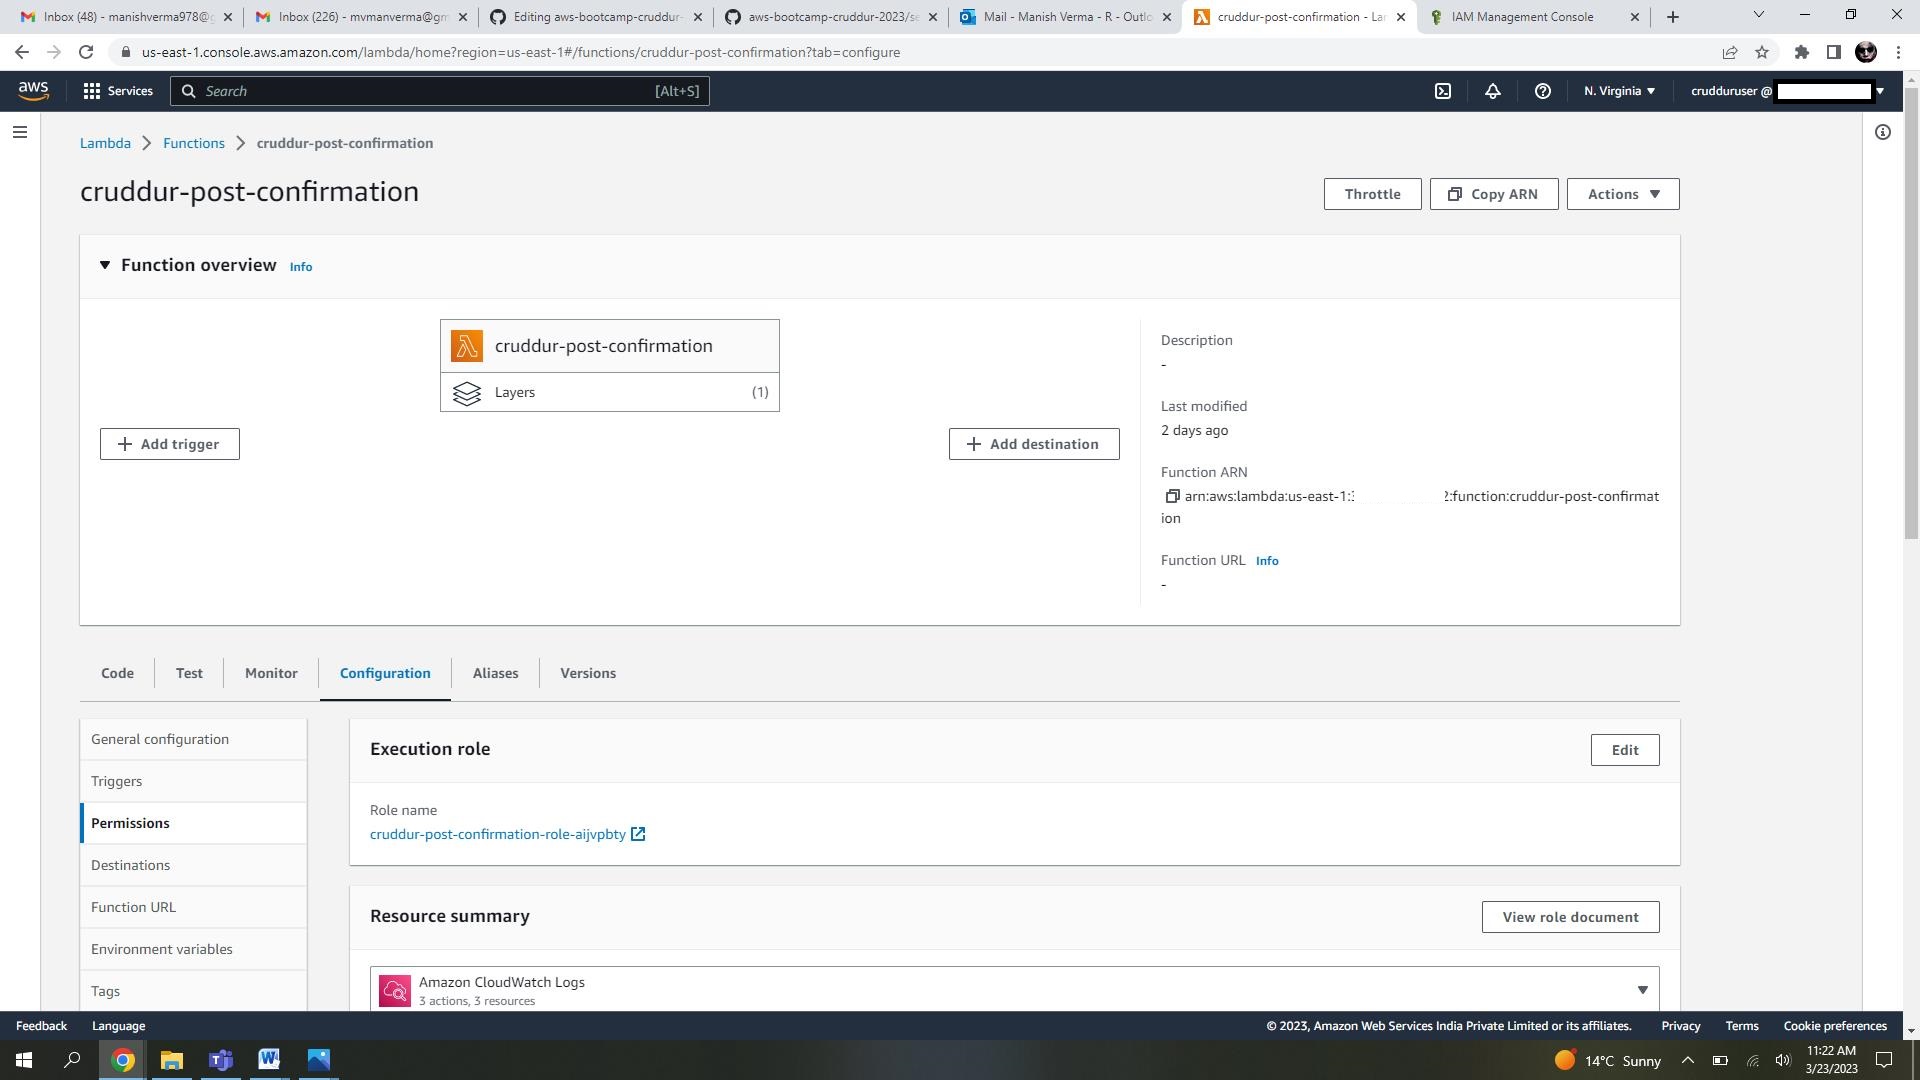 Inbox (48) - manishverma978@g
Inbox (226) - mvmanverma@gm
Editing aws-bootcamp-cruddur-
aws-bootcamp-cruddur-2023/se
Mail - Manish Verma - R - Outlo
cruddur-post-confirmation - La
IAM Management Console
us-east-1.console.aws.amazon.com/lambda/home?region=us-east-1#/functions/cruddur-post-confirmation?tab=configure
aws
Services
Search
[Alt+S]
N. Virginia
crudduruser @
Lambda
Functions
cruddur-post-confirmation
cruddur-post-confirmation
Throttle
Copy ARN
Actions
Function overview Info
cruddur-post-confirmation
Layers
(1)
+ Add trigger
+ Add destination
Description
-
Last modified
2 days ago
Function ARN
arn:aws:lambda:us-east-1:3 2:function:cruddur-post-confirmat
ion
Function URL Info
-
Code
Test
Monitor
Configuration
Aliases
Versions
General configuration
Triggers
Permissions
Destinations
Function URL
Environment variables
Tags
Execution role
Edit
Role name
cruddur-post-confirmation-role-aijvpbty
Resource summary
View role document
Amazon CloudWatch Logs
3 actions, 3 resources
Feedback
Language
© 2023, Amazon Web Services India Private Limited or its affiliates.
Privacy
Terms
Cookie preferences
14°C Sunny
11:22 AM
3/23/2023